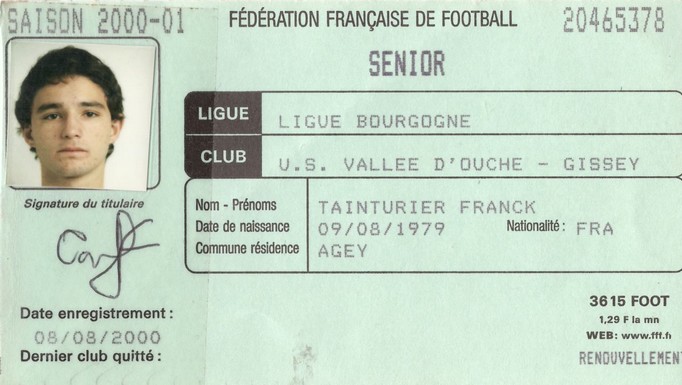 SAISON 2000-01
FÉDÉRATION FRANÇAISE DE FOOTBALL
20465378
SENIOR
LIGUE LIGUE BOURGOGNE
CLUB U.S. VALLEE D'OUCHE - GISSEY
Signature du titulaire
Nom - Prénoms TAINTURIER FRANCK
Date de naissance 09/08/1979 Nationalité: FRA
Commune résidence AGEY
Date enregistrement :
08/08/2000
Dernier club quitté :
3615 FOOT
1,29 F la mn
WEB: www.fff.fr
RENOUVELLEMEN